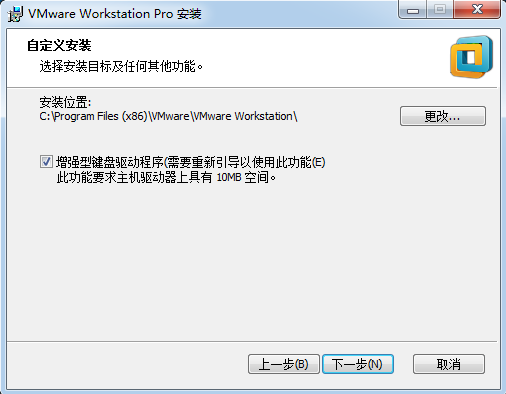 VMware Workstation Pro 安装
自定义安装
选择安装目标及任何其他功能。
安装位置:
C:\Program Files (x86)\VMware\VMware Workstation\
更改...
增强型键盘驱动程序(需要重新引导以使用此功能(E)
此功能要求主机驱动器上具有 10MB 空间。
上一步(B) 下一步(N) 取消